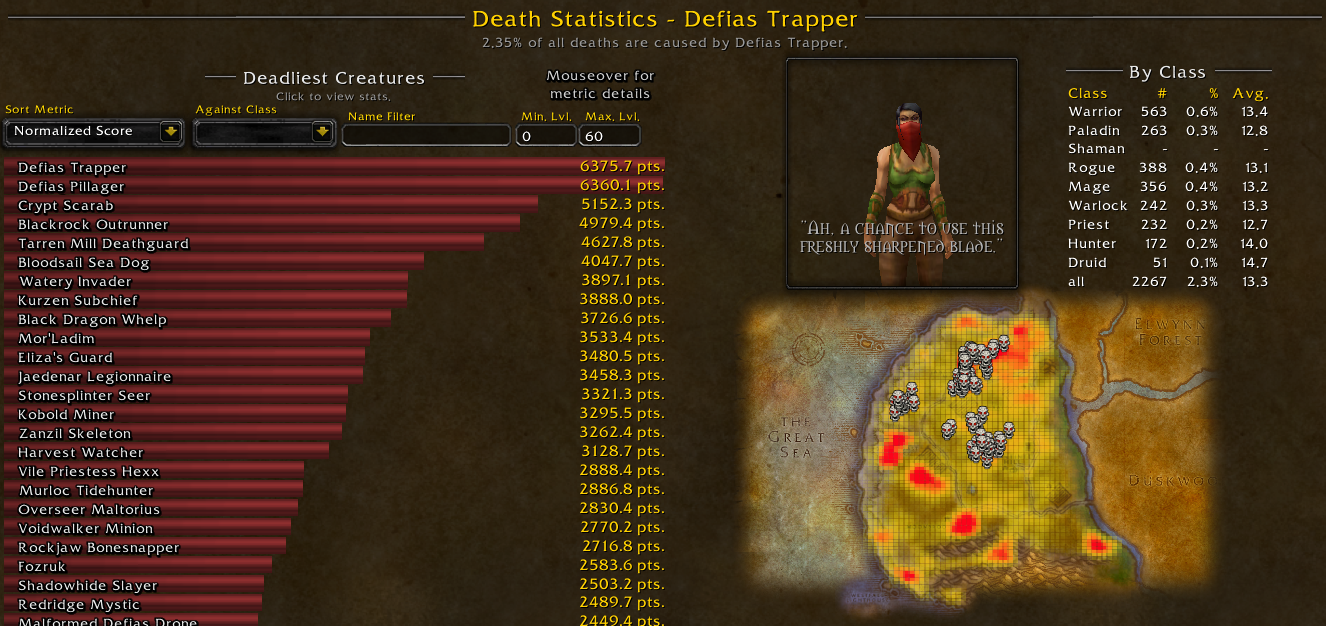 Death Statistics - Defias Trapper
2.35% of all deaths are caused by Defias Trapper.
Deadliest Creatures
Click to view stats.
Mouseover for
metric details
Sort Metric
Against Class
Name Filter
Min. Lvl.
Max. Lvl.
Normalized Score
0
60
Defias Trapper 6375.7 pts.
Defias Pillager 6360.1 pts.
Crypt Scarab 5152.3 pts.
Blackrock Outrunner 4979.4 pts.
Tarren Mill Deathguard 4627.8 pts.
Bloodsail Sea Dog 4047.7 pts.
Watery Invader 3897.1 pts.
Kurzen Subchief 3888.0 pts.
Black Dragon Whelp 3726.6 pts.
Mor'Ladim 3533.4 pts.
Eliza's Guard 3480.5 pts.
Jaedenar Legionnaire 3458.3 pts.
Stonesplinter Seer 3321.3 pts.
Kobold Miner 3295.5 pts.
Zanzil Skeleton 3262.4 pts.
Harvest Watcher 3128.7 pts.
Vile Priestess Hexx 2888.4 pts.
Murloc Tidehunter 2886.8 pts.
Overseer Maltorius 2830.4 pts.
Voidwalker Minion 2770.2 pts.
Rockjaw Bonesnapper 2716.8 pts.
Fozruk 2583.6 pts.
Shadowhide Slayer 2503.2 pts.
Redridge Mystic 2489.7 pts.
Malformed Defias Drone 2449.4 pts.
"Ah, a chance to use this
freshly sharpened blade."
By Class
Class # % Avg.
Warrior 563 0.6% 13.4
Paladin 263 0.3% 12.8
Shaman - - -
Rogue 388 0.4% 13.1
Mage 356 0.4% 13.2
Warlock 242 0.3% 13.3
Priest 232 0.2% 12.7
Hunter 172 0.2% 14.0
Druid 51 0.1% 14.7
all 2267 2.3% 13.3
Elwynn
Forest
The
Great
Sea
Duskwoo